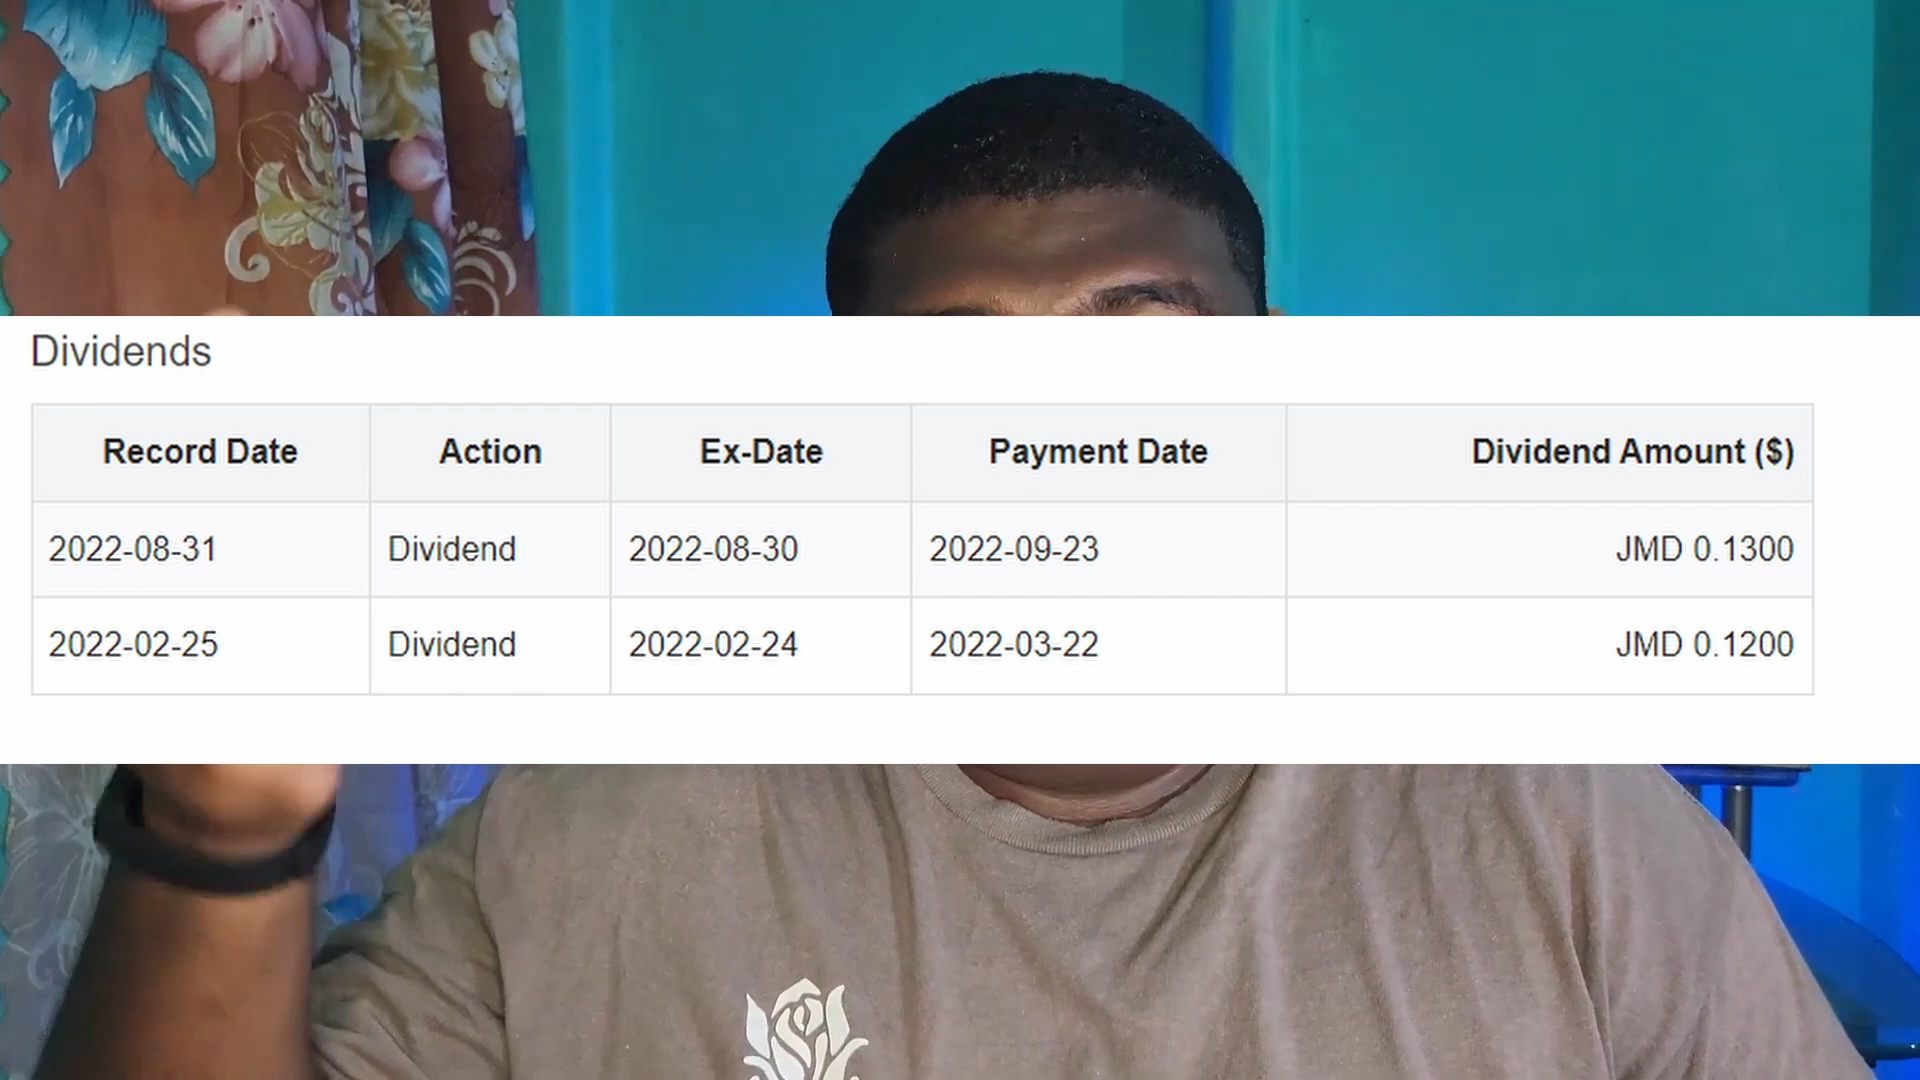 Dividends
Record Date Action Ex-Date Payment Date Dividend Amount ($)
2022-08-31 Dividend 2022-08-30 2022-09-23 JMD 0.1300
2022-02-25 Dividend 2022-02-24 2022-03-22 JMD 0.1200